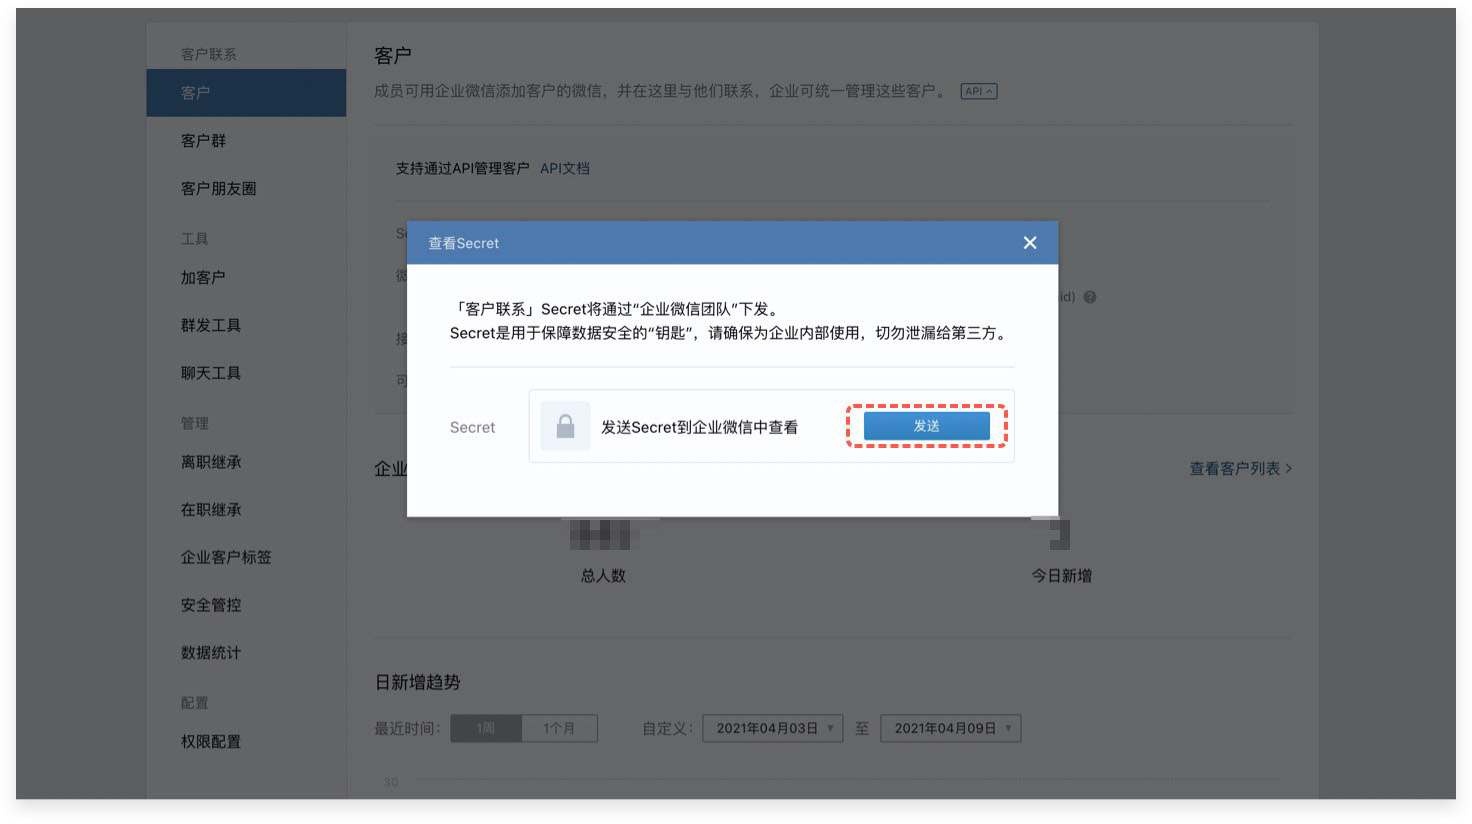 客户联系
客户
客户群
客户朋友圈
工具
加客户
群发工具
聊天工具
管理
离职继承
在职继承
企业客户标签
安全管控
数据统计
配置
权限配置
客户
成员可用企业微信添加客户的微信，并在这里与他们联系，企业可统一管理这些客户。 API
支持通过API管理客户 API文档
查看Secret
「客户联系」Secret将通过“企业微信团队”下发。
Secret是用于保障数据安全的“钥匙”，请确保为企业内部使用，切勿泄漏给第三方。
Secret
发送Secret到企业微信中查看
发送
id)
企业
查看客户列表
总人数
今日新增
日新增趋势
最近时间： 1周 1个月 自定义： 2021年04月03日 至 2021年04月09日
30